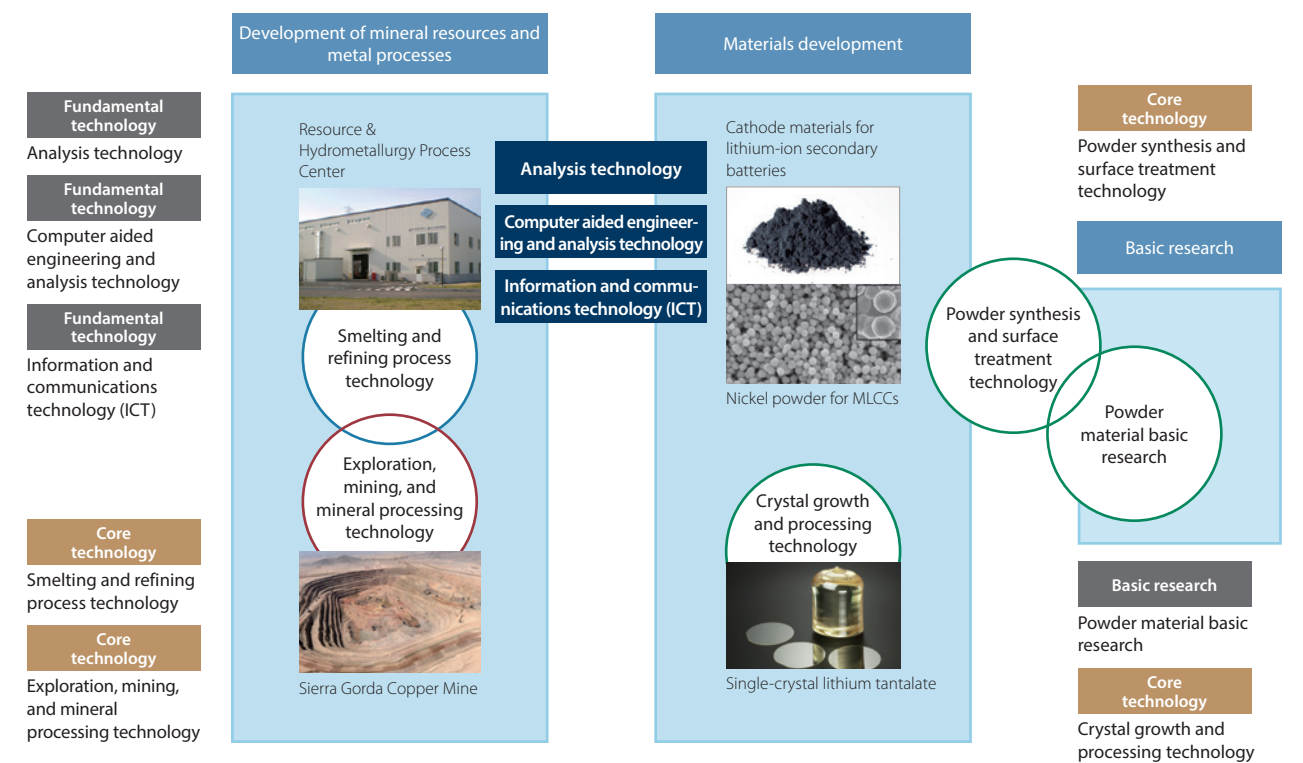 Development of mineral resources and
metal processes
Materials development
Fundamental
technology
Analysis technology
Fundamental
technology
Computer aided
engineering and
analysis technology
Fundamental
technology
Information and
communications
technology (ICT)
Core
technology
Smelting and refining
process technology
Core
technology
Exploration, mining,
and mineral
processing technology
Resource &
Hydrometallurgy Process
Center
Smelting and
refining process
technology
Exploration,
mining, and
mineral processing
technology
Sierra Gorda Copper Mine
Analysis technology
Computer aided engineer-
ing and analysis technology
Information and commu-
nications technology (ICT)
Cathode materials for
lithium-ion secondary
batteries
Nickel powder for MLCCs
Crystal growth
and processing
technology
Single-crystal lithium tantalate
Core
technology
Powder synthesis and
surface treatment
technology
Basic research
Powder synthesis
and surface
treatment
technology
Powder
material basic
research
Basic research
Powder material basic
research
Core
technology
Crystal growth and
processing technology